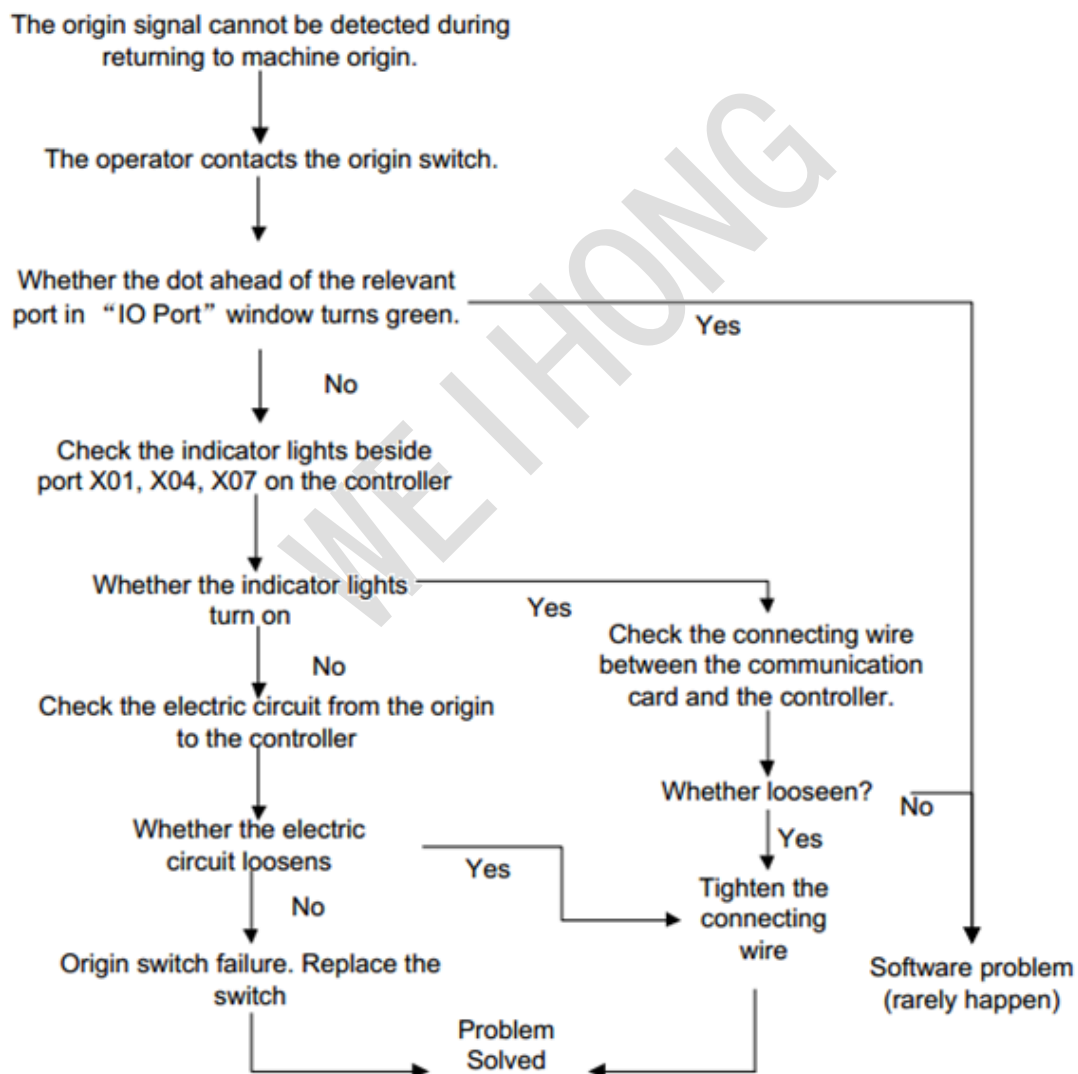 The origin signal cannot be detected during
returning to machine origin.
The operator contacts the origin switch.
Whether the dot ahead of the relevant
port in “IO Port” window turns green.
Yes
No
Check the indicator lights beside
port X01, X04, X07 on the controller
Whether the indicator lights
turn on
Yes
No
Check the connecting wire
between the communication
card and the controller.
Check the electric circuit from the origin
to the controller
Whether looseen?
No
Yes
Whether the electric
circuit loosens
Yes
No
Tighten the
connecting
wire
Origin switch failure. Replace the
switch
Software problem
(rarely happen)
Problem
Solved
WEIHONG